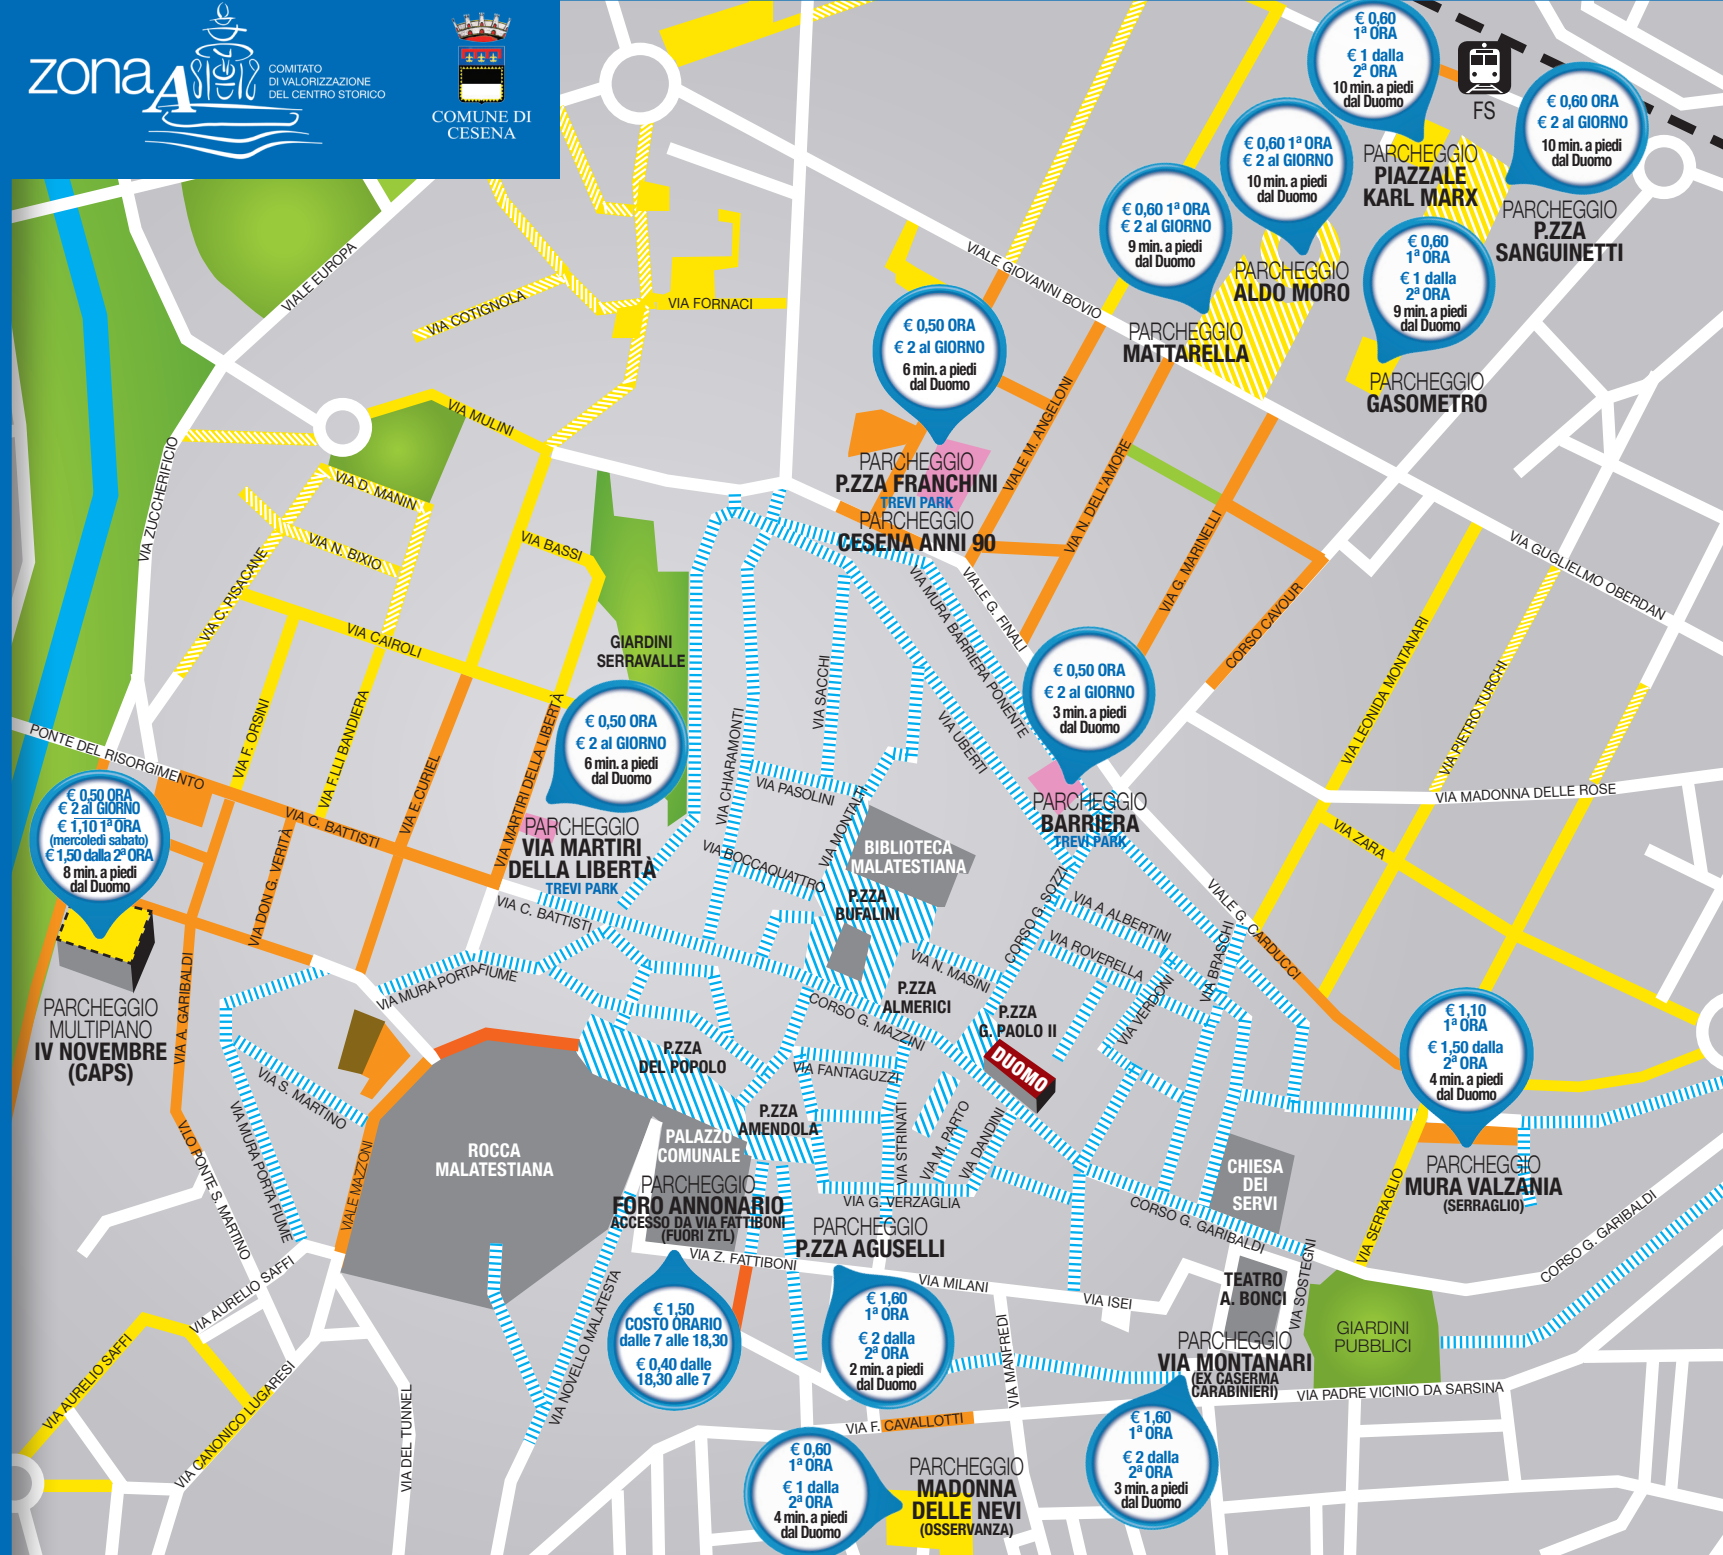 zonaA
COMITATO
DI VALORIZZAZIONE
DEL CENTRO STORICO
COMUNE DI
CESENA
€ 0,60
1ª ORA
€ 1 dalla
2ª ORA
10 min. a piedi
dal Duomo
FS
€ 0,60 ORA
€ 2 al GIORNO
10 min. a piedi
dal Duomo
€ 0,60 1ª ORA
€ 2 al GIORNO
10 min. a piedi
dal Duomo
PARCHEGGIO
PIAZZALE
KARL MARX
PARCHEGGIO
P.ZZA
SANGUINETTI
€ 0,60 1ª ORA
€ 2 al GIORNO
9 min. a piedi
dal Duomo
€ 0,60
1ª ORA
€ 1 dalla
2ª ORA
9 min. a piedi
dal Duomo
PARCHEGGIO
ALDO MORO
PARCHEGGIO
MATTARELLA
PARCHEGGIO
GASOMETRO
VIALE EUROPA
VIA COTIGNOLA
VIA FORNACI
VIALE GIOVANNI BOVIO
€ 0,50 ORA
€ 2 al GIORNO
6 min. a piedi
dal Duomo
VIA MULINI
VIALE M. ANGELONI
PARCHEGGIO
P.ZZA FRANCHINI
TREVI PARK
PARCHEGGIO
CESENA ANNI 90
VIA ZUCCHERIFICIO
VIA D. MANIN
VIA N. BIXIO
VIA BASSI
VIA C. PISACANE
VIA CAIROLI
VIA N. DELL'AMORE
VIA G. MARINELLI
VIA GUGLIELMO OBERDAN
CORSO CAVOUR
VIALE G. FINALI
VIA MURA BARRIERA PONENTE
GIARDINI
SERRAVALLE
VIA SACCHI
VIA UBERTI
VIA LEONIDA MONTANARI
VIA PIETRO TURCHI
€ 0,50 ORA
€ 2 al GIORNO
3 min. a piedi
dal Duomo
PONTE DEL RISORGIMENTO
VIA F. ORSINI
VIA F.LLI BANDIERA
VIA E.CURIEL
VIA MARTIRI DELLA LIBERTÀ
€ 0,50 ORA
€ 2 al GIORNO
6 min. a piedi
dal Duomo
VIA CHIARAMONTI
VIA PASOLINI
VIA MONTALTI
VIA MADONNA DELLE ROSE
VIA ZARA
€ 0,50 ORA
€ 2 al GIORNO
€ 1,10 1ª ORA
(mercoledì sabato)
€ 1,50 dalla 2ª ORA
8 min. a piedi
dal Duomo
VIA C. BATTISTI
VIA DON G. VERITÀ
PARCHEGGIO
VIA MARTIRI
DELLA LIBERTÀ
TREVI PARK
VIA BOCCAQUATTRO
BIBLIOTECA
MALATESTIANA
PARCHEGGIO
BARRIERA
TREVI PARK
VIA C. BATTISTI
P.ZZA
BUFALINI
CORSO G. SOZZI
VIA A ALBERTINI
VIA ROVERELLA
VIA BRASCHI
VIALE G. CARDUCCI
VIA MURA PORTAFIUME
VIA N. MASINI
P.ZZA
ALMERICI
P.ZZA
G. PAOLO II
VIA VERDONI
CORSO G. MAZZINI
PARCHEGGIO
MULTIPIANO
IV NOVEMBRE
(CAPS)
VIA A. GARIBALDI
P.ZZA
DEL POPOLO
VIA FANTAGUZZI
DUOMO
€ 1,10
1ª ORA
€ 1,50 dalla
2ª ORA
4 min. a piedi
dal Duomo
VIA S. MARTINO
VIA MURA PORTA FIUME
V.LO PONTE S. MARTINO
VIALE MAZZONI
ROCCA
MALATESTIANA
P.ZZA
AMENDOLA
PALAZZO
COMUNALE
VIA STRINATI
VIA M. PARTO
VIA DANDINI
VIA G. VERZAGLIA
CHIESA
DEI
SERVI
PARCHEGGIO
MURA VALZANIA
(SERRAGLIO)
VIA SERRAGLIO
CORSO G. GARIBALDI
CORSO G. GARIBALDI
PARCHEGGIO
FORO ANNONARIO
ACCESSO DA VIA FATTIBONI
(FUORI ZTL)
PARCHEGGIO
P.ZZA AGUSELLI
VIA Z. FATTIBONI
VIA MILANI
VIA ISEI
TEATRO
A. BONCI
VIA SOSTEGNI
GIARDINI
PUBBLICI
VIA AURELIO SAFFI
VIA AURELIO SAFFI
VIA CANONICO LUGARESI
VIA DEL TUNNEL
VIA NOVELLO MALATESTA
€ 1,50
COSTO ORARIO
dalle 7 alle 18,30
€ 0,40 dalle
18,30 alle 7
€ 1,60
1ª ORA
€ 2 dalla
2ª ORA
2 min. a piedi
dal Duomo
VIA MANFREDI
PARCHEGGIO
VIA MONTANARI
(EX CASERMA
CARABINIERI)
VIA PADRE VICINIO DA SARSINA
VIA F. CAVALLOTTI
€ 1,60
1ª ORA
€ 2 dalla
2ª ORA
3 min. a piedi
dal Duomo
€ 0,60
1ª ORA
€ 1 dalla
2ª ORA
4 min. a piedi
dal Duomo
PARCHEGGIO
MADONNA
DELLE NEVI
(OSSERVANZA)